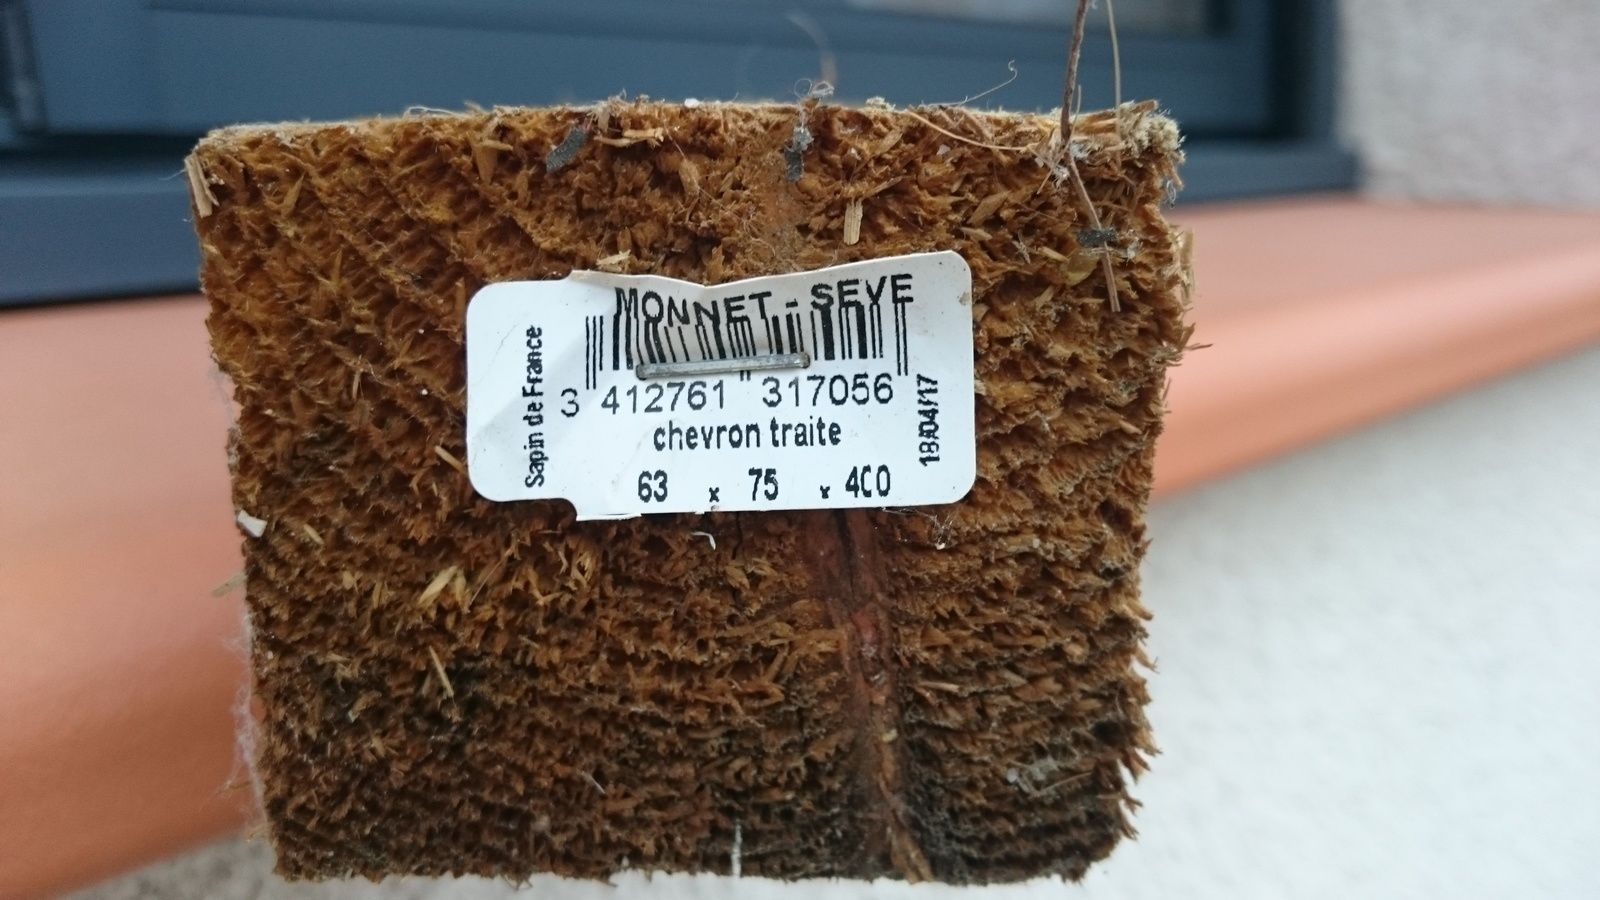 MONNET - SEVE
Sapin de France
3 412761 317056
chevron traite
18/04/17
63 x 75 x 400